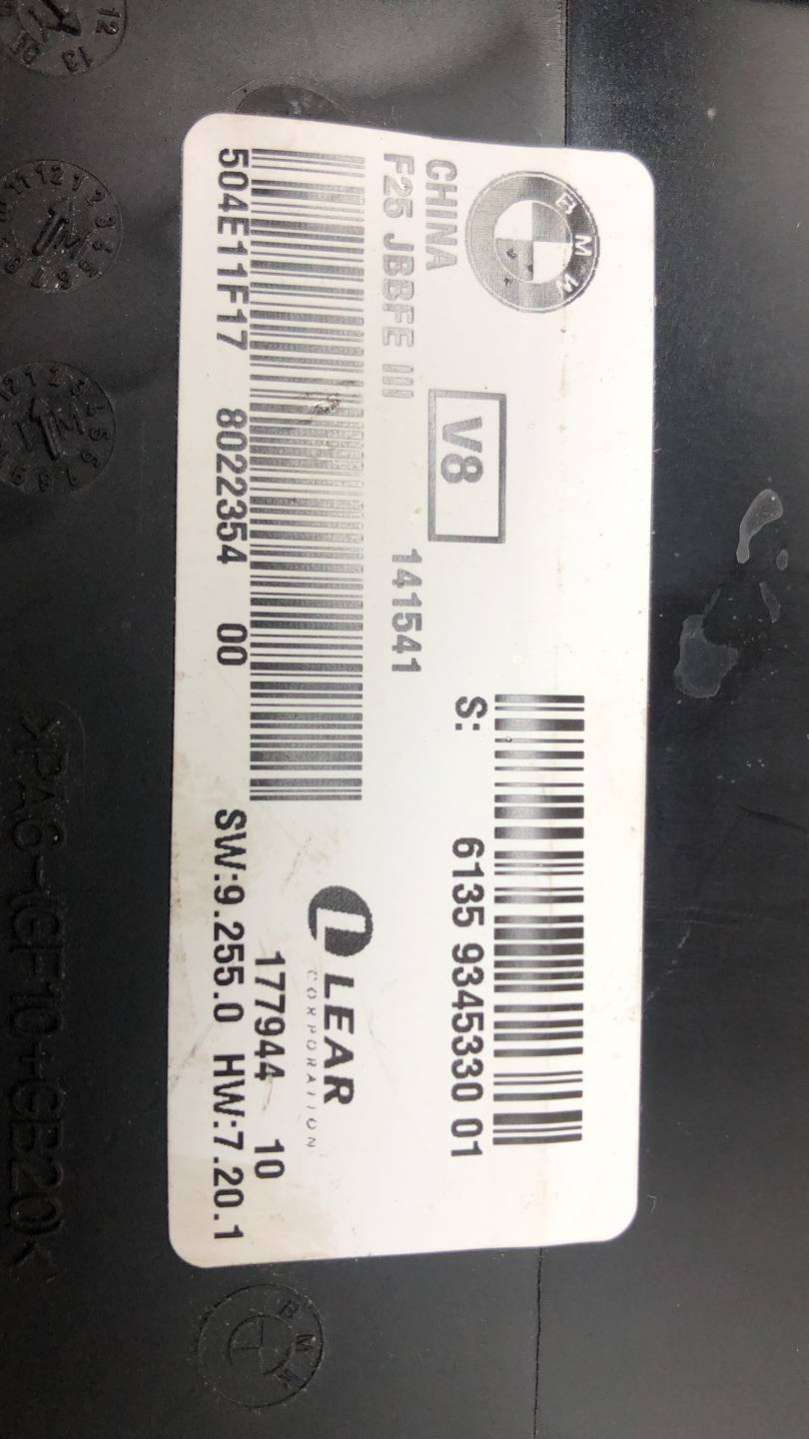 BMW
CHINA
F25 JBBFE III
V8
141541
S: 6135 9345330 01
504E11F17 8022354 00
LEAR
CORPORATION
177944 10
SW:9.255.0 HW:7.20.1
BMW